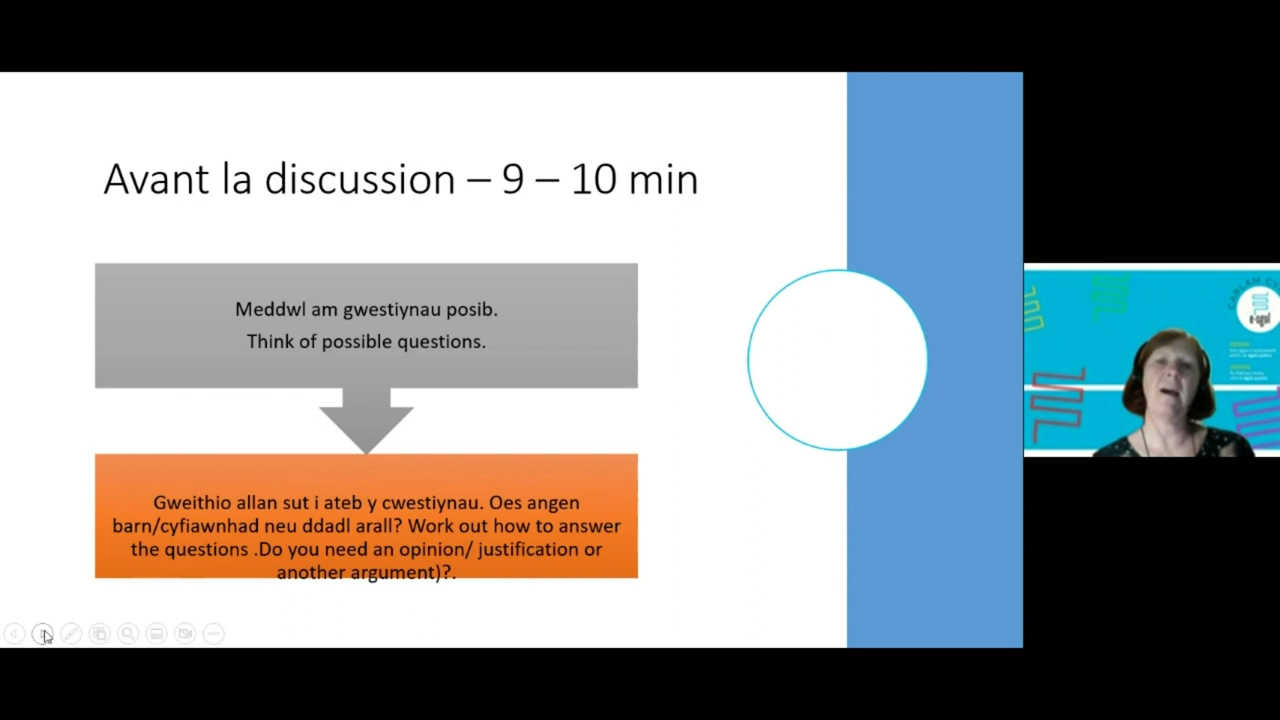 Avant la discussion – 9 – 10 min
Meddwl am gwestiynau posib.
Think of possible questions.
Gweithio allan sut i ateb y cwestiynau. Oes angen
barn/cyfiawnhad neu ddadl arall? Work out how to answer
the questions .Do you need an opinion/ justification or
another argument)?.
e-sgol